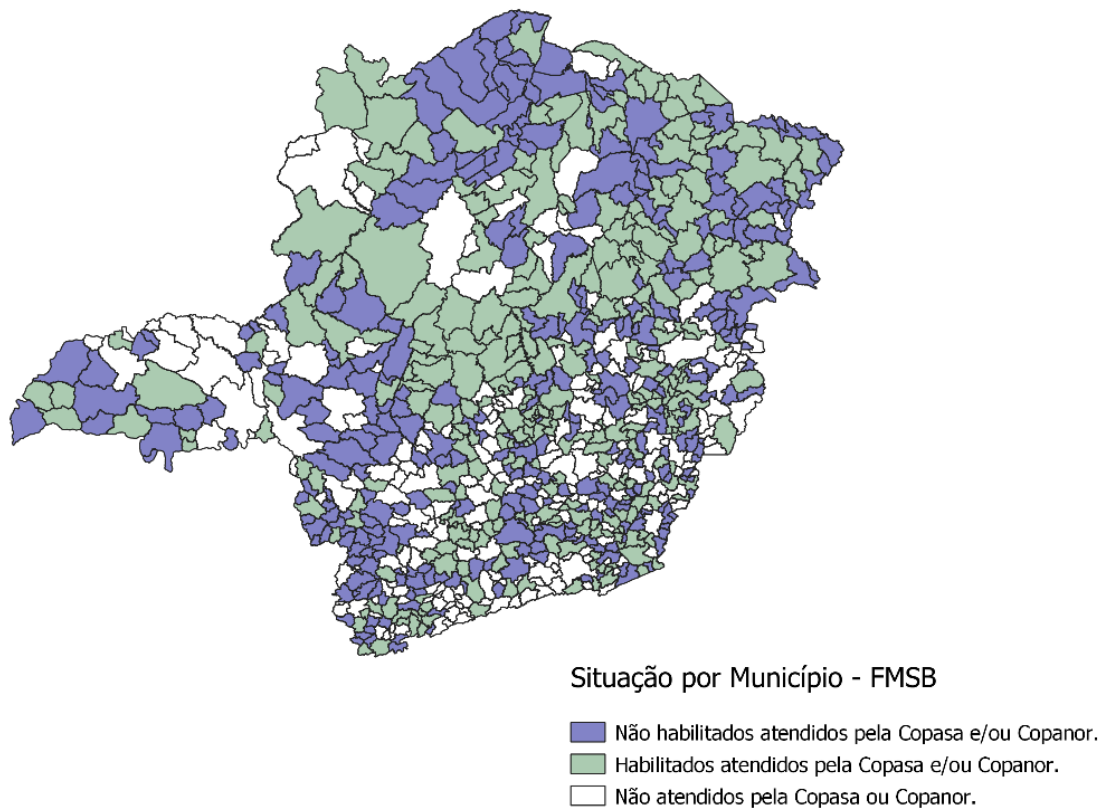 Situação por Município - FMSB
Não habilitados atendidos pela Copasa e/ou Copanor.
Habilitados atendidos pela Copasa e/ou Copanor.
Não atendidos pela Copasa ou Copanor.